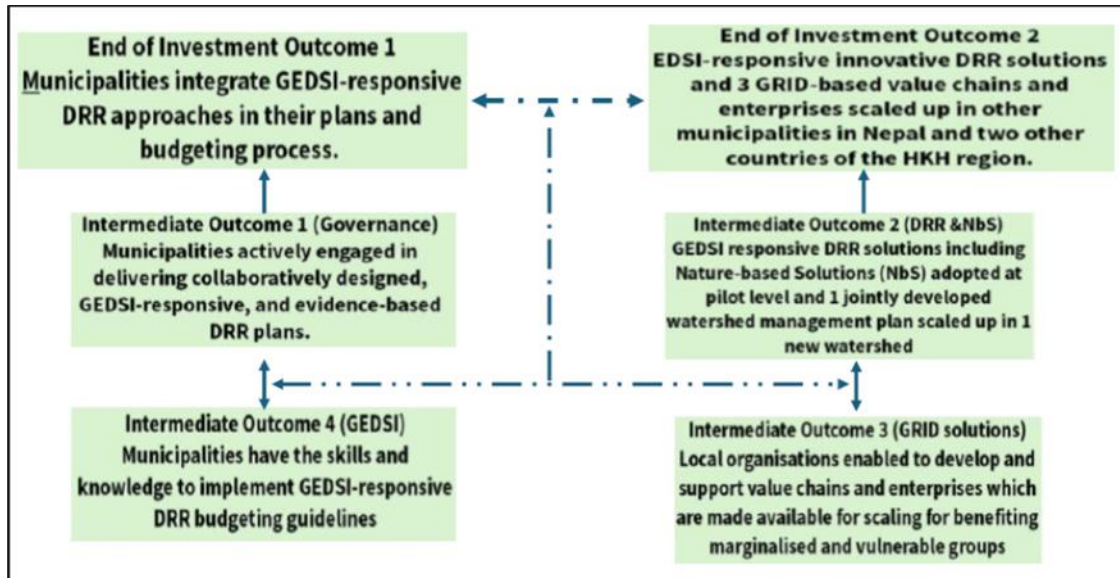 End of Investment Outcome 1
Municipalities integrate GEDSI-responsive
DRR approaches in their plans and
budgeting process.
End of Investment Outcome 2
EDSI-responsive innovative DRR solutions
and 3 GRID-based value chains and
enterprises scaled up in other
municipalities in Nepal and two other
countries of the HKH region.
Intermediate Outcome 1 (Governance)
Municipalities actively engaged in
delivering collaboratively designed,
GEDSI-responsive, and evidence-based
DRR plans.
Intermediate Outcome 2 (DRR &NbS)
GEDSI responsive DRR solutions including
Nature-based Solutions (NbS) adopted at
pilot level and 1 jointly developed
watershed management plan scaled up in 1
new watershed
Intermediate Outcome 4 (GEDSI)
Municipalities have the skills and
knowledge to implement GEDSI-responsive
DRR budgeting guidelines
Intermediate Outcome 3 (GRID solutions)
Local organisations enabled to develop and
support value chains and enterprises which
are made available for scaling for benefiting
marginalised and vulnerable groups